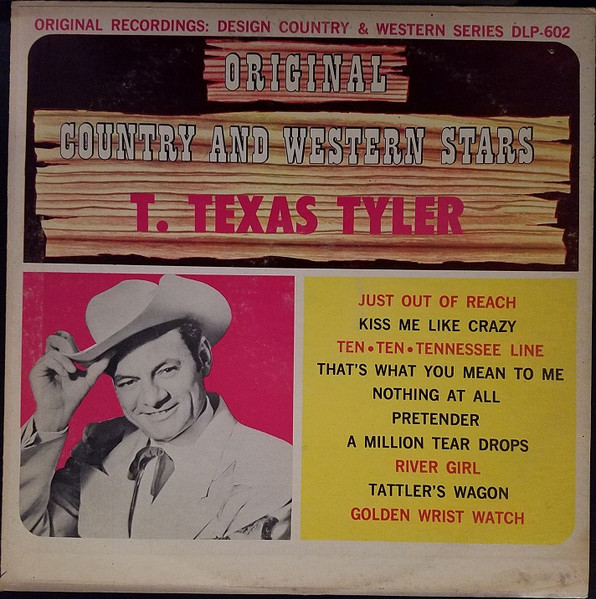 ORIGINAL RECORDINGS: DESIGN COUNTRY & WESTERN SERIES DLP-602
ORIGINAL
COUNTRY AND WESTERN STARS
T. TEXAS TYLER
JUST OUT OF REACH
KISS ME LIKE CRAZY
TEN•TEN•TENNESSEE LINE
THAT'S WHAT YOU MEAN TO ME
NOTHING AT ALL
PRETENDER
A MILLION TEAR DROPS
RIVER GIRL
TATTLER'S WAGON
GOLDEN WRIST WATCH